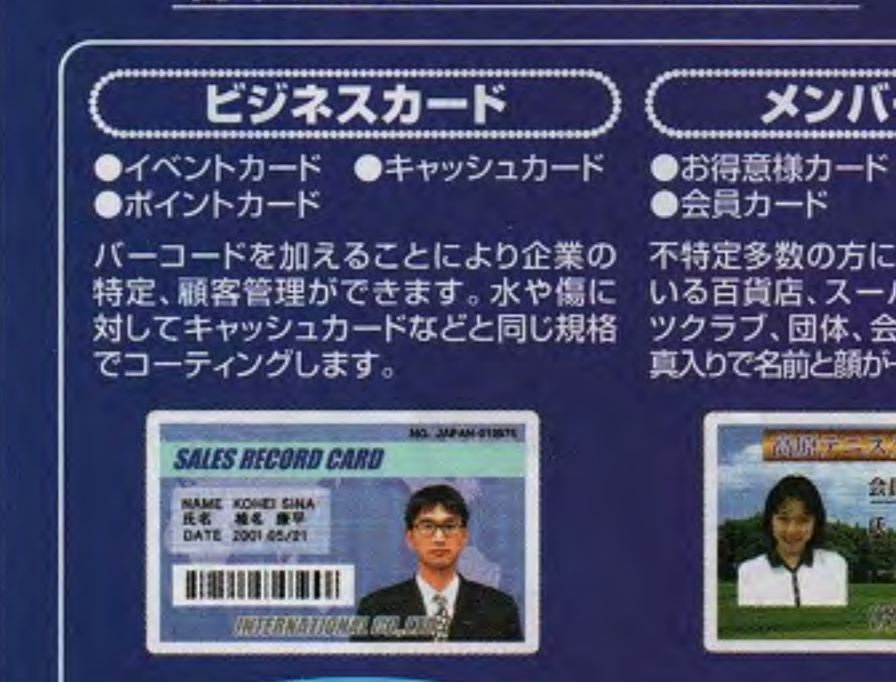 ビジネスカード
●イベントカード ●キャッシュカード
●ポイントカード
バーコードを加えることにより企業の
特定、顧客管理ができます。水や傷に
対してキャッシュカードなどと同じ規格
でコーティングします。
NO. JAPAN
SALES RECORD CARD
NAME KOHEI SINA
氏名 椎名 康平
DATE 2001.05/21
INTERNATIONAL CO.,LTD
メンバ
●お得意様カード
●会員カード
不特定多数の方に
いる百貨店、スー
ツクラブ、団体、会
真入りで名前と顔が
高原テニス
会